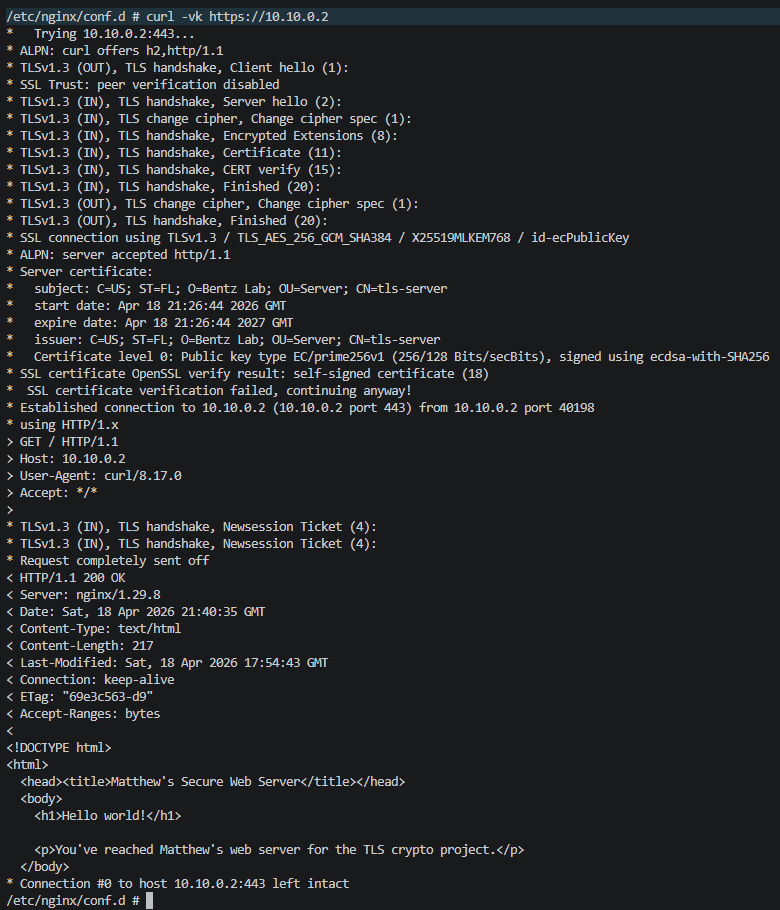 /etc/nginx/conf.d # curl -vk https://10.10.0.2
*   Trying 10.10.0.2:443...
* ALPN: curl offers h2,http/1.1
* TLSv1.3 (OUT), TLS handshake, Client hello (1):
* SSL Trust: peer verification disabled
* TLSv1.3 (IN), TLS handshake, Server hello (2):
* TLSv1.3 (IN), TLS change cipher, Change cipher spec (1):
* TLSv1.3 (IN), TLS handshake, Encrypted Extensions (8):
* TLSv1.3 (IN), TLS handshake, Certificate (11):
* TLSv1.3 (IN), TLS handshake, CERT verify (15):
* TLSv1.3 (IN), TLS handshake, Finished (20):
* TLSv1.3 (OUT), TLS change cipher, Change cipher spec (1):
* TLSv1.3 (OUT), TLS handshake, Finished (20):
* SSL connection using TLSv1.3 / TLS_AES_256_GCM_SHA384 / X25519MLKEM768 / id-ecPublicKey
* ALPN: server accepted http/1.1
* Server certificate:
*   subject: C=US; ST=FL; O=Bentz Lab; OU=Server; CN=tls-server
*   start date: Apr 18 21:26:44 2026 GMT
*   expire date: Apr 18 21:26:44 2027 GMT
*   issuer: C=US; ST=FL; O=Bentz Lab; OU=Server; CN=tls-server
*   Certificate level 0: Public key type EC/prime256v1 (256/128 Bits/secBits), signed using ecdsa-with-SHA256
* SSL certificate OpenSSL verify result: self-signed certificate (18)
*  SSL certificate verification failed, continuing anyway!
* Established connection to 10.10.0.2 (10.10.0.2 port 443) from 10.10.0.2 port 40198
* using HTTP/1.x
> GET / HTTP/1.1
> Host: 10.10.0.2
> User-Agent: curl/8.17.0
> Accept: */*
>
* TLSv1.3 (IN), TLS handshake, Newsession Ticket (4):
* TLSv1.3 (IN), TLS handshake, Newsession Ticket (4):
* Request completely sent off
< HTTP/1.1 200 OK
< Server: nginx/1.29.8
< Date: Sat, 18 Apr 2026 21:40:35 GMT
< Content-Type: text/html
< Content-Length: 217
< Last-Modified: Sat, 18 Apr 2026 17:54:43 GMT
< Connection: keep-alive
< ETag: "69e3c563-d9"
< Accept-Ranges: bytes
<
<!DOCTYPE html>
<html>
  <head><title>Matthew's Secure Web Server</title></head>
  <body>
    <h1>Hello world!</h1>

    <p>You've reached Matthew's web server for the TLS crypto project.</p>
  </body>
* Connection #0 to host 10.10.0.2:443 left intact
/etc/nginx/conf.d #